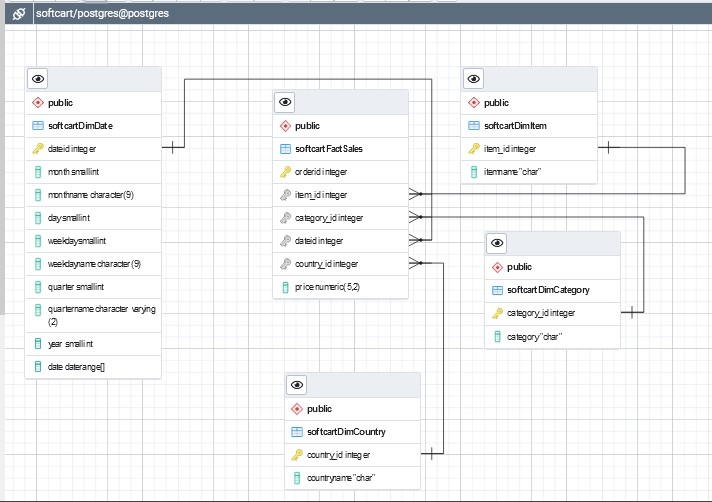 softcart/postgres@postgres
public
softcartDimDate
dateid integer
month smallint
monthname character(9)
day smallint
weekday smallint
weekdayname character(9)
quarter smallint
quartername character varying
(2)
year smallint
date daterange[]
public
softcartFactSales
orderid integer
item_id integer
category_id integer
dateid integer
country_id integer
price numeric(5,2)
public
softcartDimItem
item_id integer
itemname "char"
public
softcartDimCategory
category_id integer
category "char"
public
softcartDimCountry
country_id integer
countryname "char"